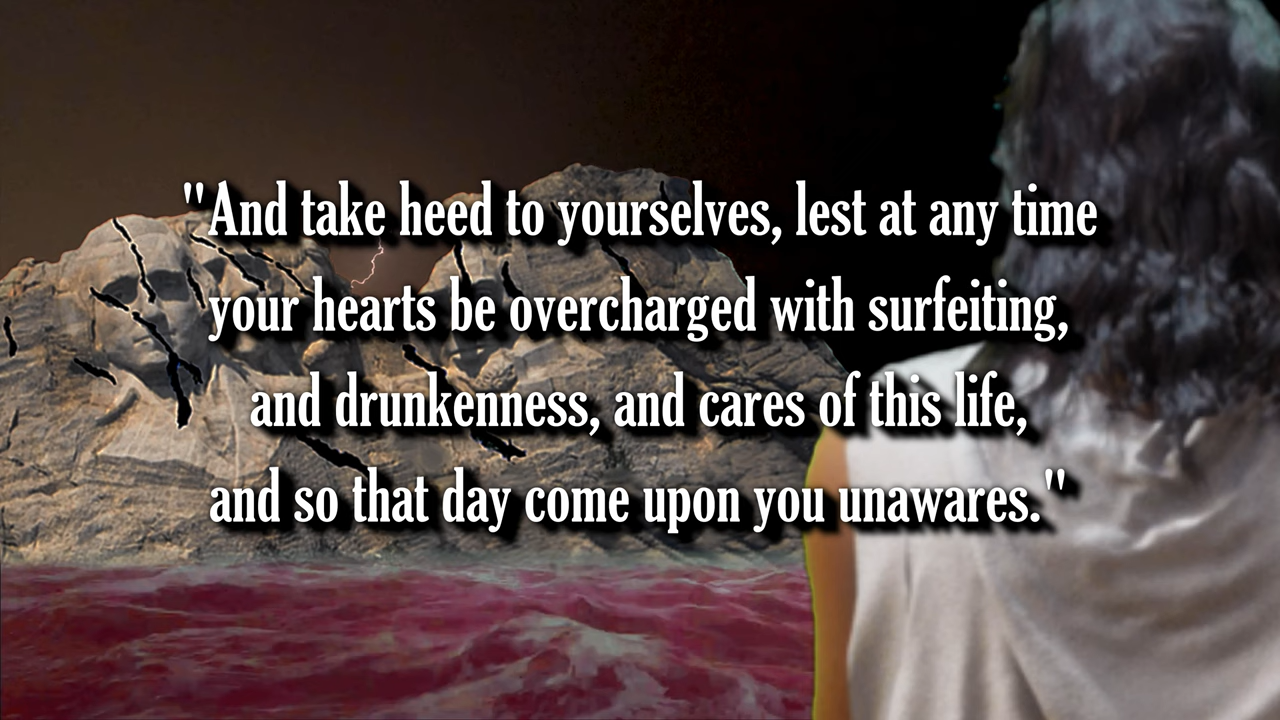 "And take heed to yourselves, lest at any time
your hearts be overcharged with surfeiting,
and drunkenness, and cares of this life,
and so that day come upon you unawares."